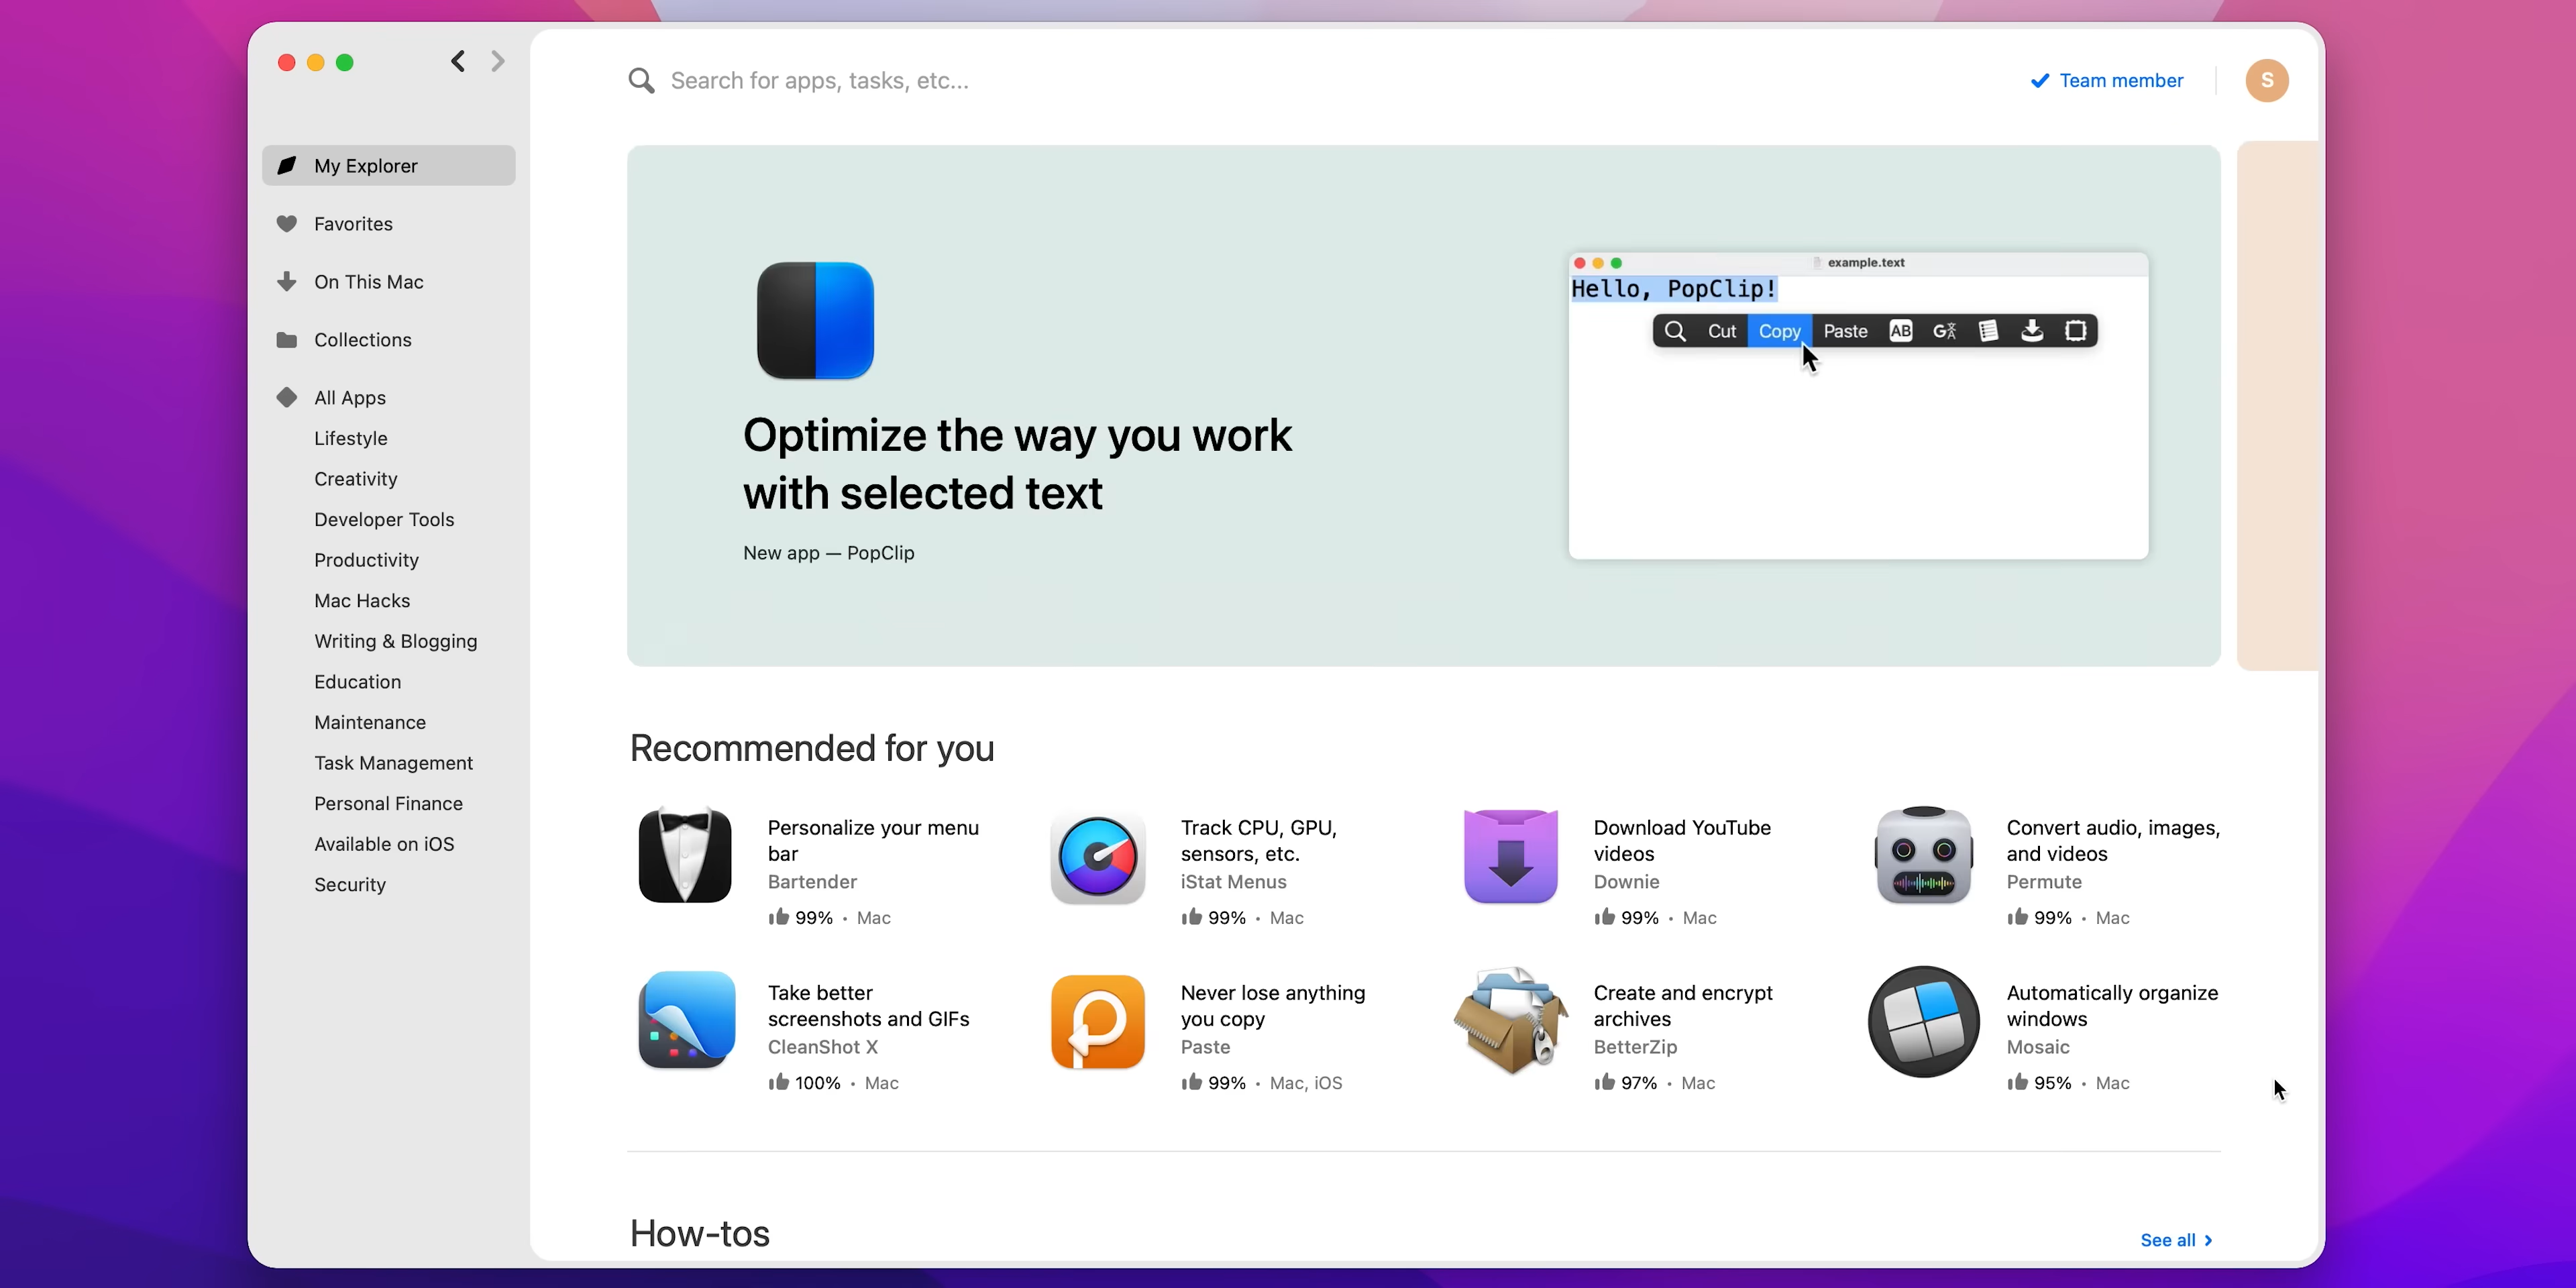 Search for apps, tasks, etc...
Team member
S
My Explorer
Favorites
On This Mac
Collections
All Apps
Lifestyle
Creativity
Developer Tools
Productivity
Mac Hacks
Writing & Blogging
Education
Maintenance
Task Management
Personal Finance
Available on iOS
Security
Optimize the way you work
with selected text
New app — PopClip
example.text
Hello, PopClip!
Cut Copy Paste AB G
Recommended for you
Personalize your menu
bar
Bartender
99% · Mac
Track CPU, GPU,
sensors, etc.
iStat Menus
99% · Mac
Download YouTube
videos
Downie
99% · Mac
Convert audio, images,
and videos
Permute
99% · Mac
Take better
screenshots and GIFs
CleanShot X
100% · Mac
Never lose anything
you copy
Paste
99% · Mac, iOS
Create and encrypt
archives
BetterZip
97% · Mac
Automatically organize
windows
Mosaic
95% · Mac
How-tos
See all